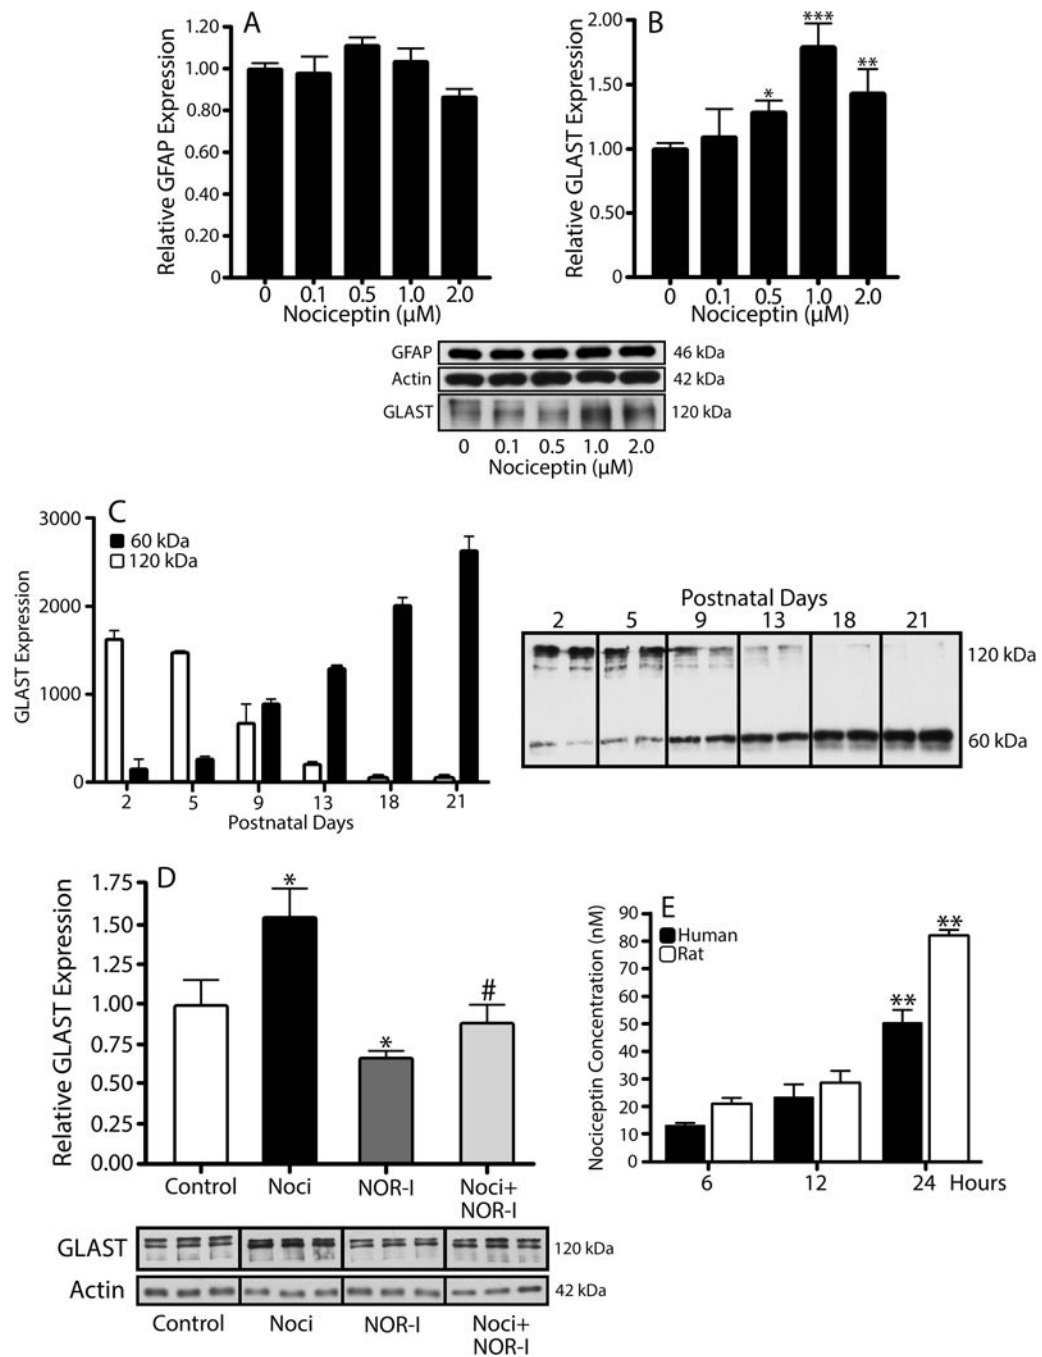 A
Relative GFAP Expression
1.20
1.00
0.80
0.60
0.40
0.20
0
0 0.1 0.5 1.0 2.0
Nociceptin (µM)
B
Relative GLAST Expression
2.00
1.50
1.00
0.50
0
* *** **
0 0.1 0.5 1.0 2.0
Nociceptin (µM)
GFAP 46 kDa
Actin 42 kDa
GLAST 120 kDa
0 0.1 0.5 1.0 2.0
Nociceptin (µM)
C
GLAST Expression
3000
2000
1000
0
60 kDa
120 kDa
2 5 9 13 18 21
Postnatal Days
Postnatal Days
2 5 9 13 18 21
120 kDa
60 kDa
D
Relative GLAST Expression
1.75
1.50
1.25
1.00
0.75
0.50
0.25
0.00
* * #
Control Noci NOR-I Noci+
NOR-I
GLAST 120 kDa
Actin 42 kDa
Control Noci NOR-I Noci+
NOR-I
E
Nociceptin Concentration (nM)
90
80
70
60
50
40
30
20
10
0
Human
Rat
** **
6 12 24 Hours